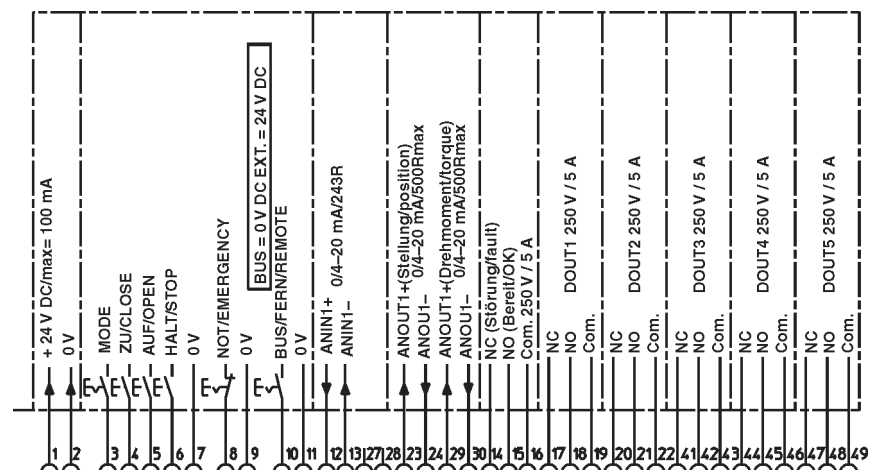 + 24 V DC/max= 100 mA
0 V
MODE
ZU/CLOSE
AUF/OPEN
HALT/STOP
0 V
NOT/EMERGENCY
0 V
BUS = 0 V DC EXT. = 24 V DC
BUS/FERN/REMOTE
ANIN1+ 0/4–20 mA/243R
ANIN1–
ANOUT1+(Stellung/position)
0/4–20 mA/500Rmax
ANOU1–
ANOUT1+(Drehmoment/torque)
0/4–20 mA/500Rmax
ANOU1–
NC (Störung/fault)
NO (Bereit/OK)
Com. 250 V / 5 A
NC
NO
Com.
DOUT1 250 V / 5 A
NC
NO
Com.
DOUT2 250 V / 5 A
NC
NO
Com.
DOUT3 250 V / 5 A
NC
NO
Com.
DOUT4 250 V / 5 A
NC
NO
Com.
DOUT5 250 V / 5 A
1 2 3 4 5 6 7 8 9 10 11 12 13 27 28 23 24 29 30 14 15 16 17 18 19 20 21 22 41 42 43 44 45 46 47 48 49